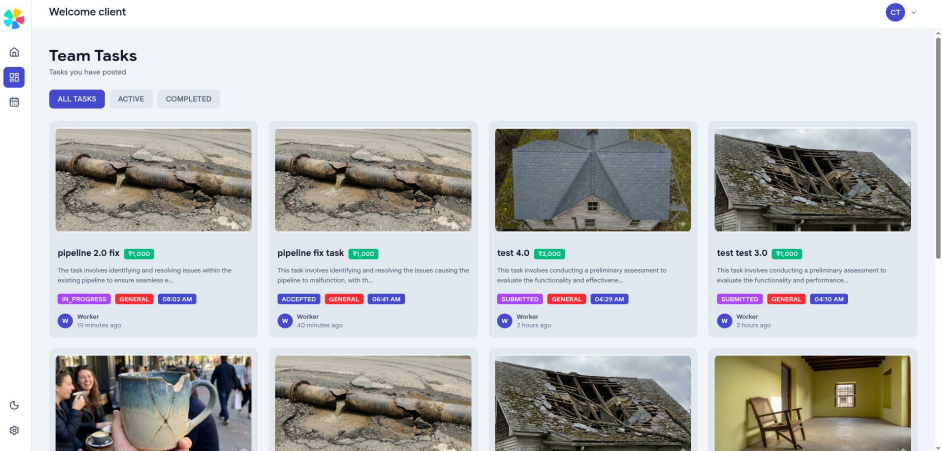 Welcome client
CT
Team Tasks
Tasks you have posted
ALL TASKS
ACTIVE
COMPLETED
pipeline 2.0 fix ₹1,000
The task involves identifying and resolving issues within the
existing pipeline to ensure seamless e...
IN_PROGRESS GENERAL 08:02 AM
W
Worker
19 minutes ago
pipeline fix task ₹1,000
This task involves identifying and resolving the issues causing the
pipeline to malfunction, with th...
ACCEPTED GENERAL 06:41 AM
W
Worker
40 minutes ago
test 4.0 ₹2,000
This task involves conducting a preliminary assessment to
evaluate the functionality and effectivene...
SUBMITTED GENERAL 04:29 AM
W
Worker
2 hours ago
test test 3.0 ₹1,000
This task involves conducting a preliminary assessment to
evaluate the functionality and performance...
SUBMITTED GENERAL 04:10 AM
W
Worker
3 hours ago